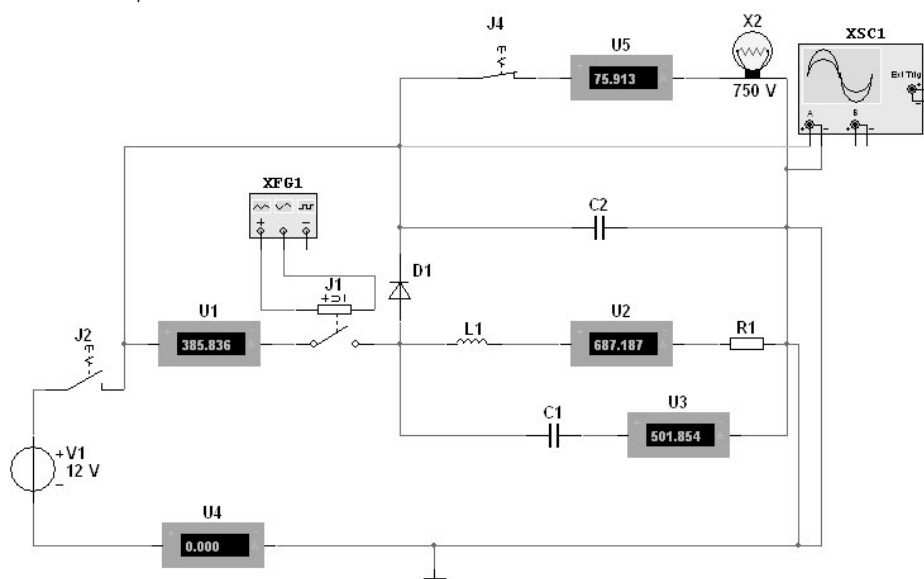 J4
U5
X2
XSC1
75.913
A
750 V
Ext Trig
A
B
XFG1
C2
J1
D1
U1
385.836
A
L1
U2
687.187
A
R1
J2
C1
U3
501.854
A
V1
12 V
U4
0.000
A